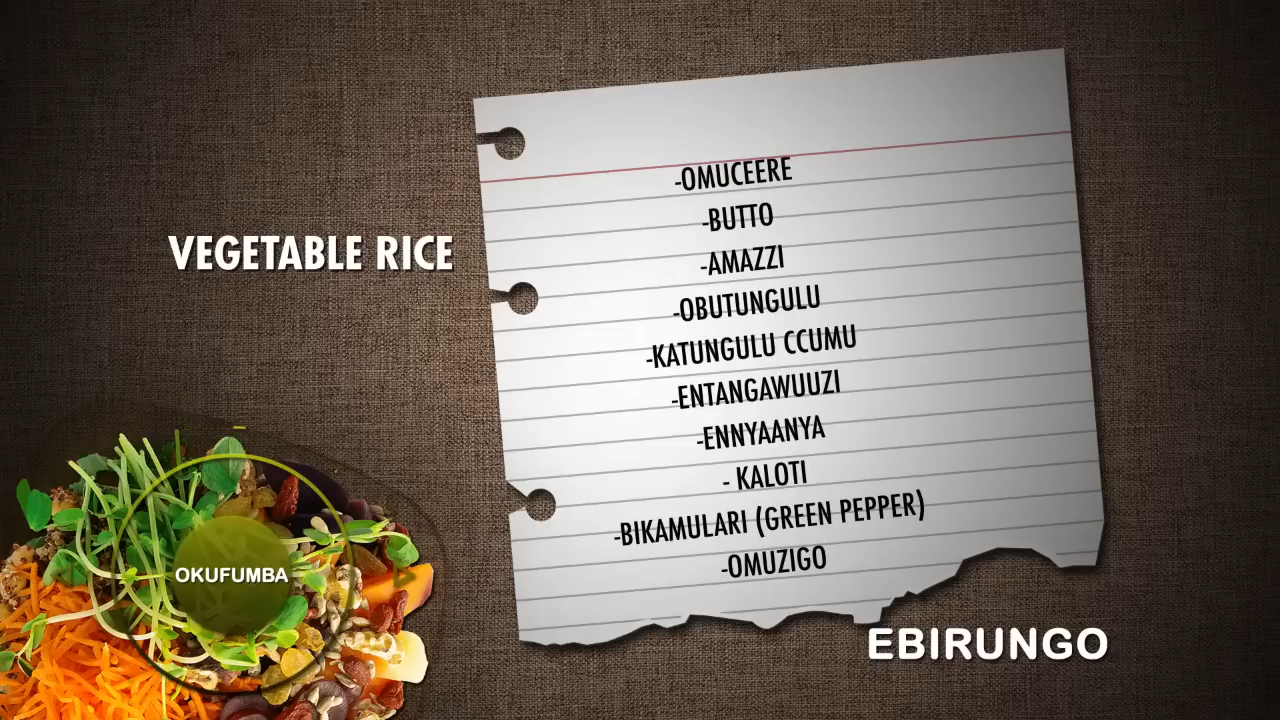 VEGETABLE RICE
-OMUCEERE
-BUTTO
-AMAZZI
-OBUTUNGULU
-KATUNGULU CCUMU
-ENTANGAWUUZI
-ENNYAANYA
- KALOTI
-BIKAMULARI (GREEN PEPPER)
-OMUZIGO
OKUFUMBA
EBIRUNGO